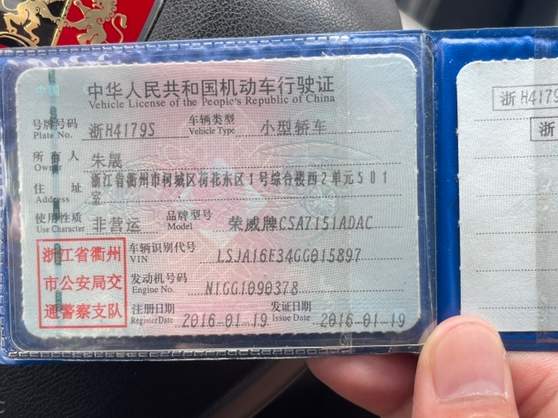 中华人民共和国机动车行驶证
Vehicle License of the People's Republic of China
号牌号码 浙H4179S 车辆类型 小型轿车
Plate No. Vehicle Type
所有人 朱晟
Owner
住址 浙江省衢州市柯城区荷花东区1号综合楼西2单元501
Address 室
使用性质 非营运 品牌型号 荣威牌CSA7151ADAC
Use Character Model
浙江省衢州
市公安局交
通警察支队
车辆识别代号 LSJA16E34GG015897
VIN
发动机号码 N1GG1090378
Engine No.
注册日期 2016-01-19 发证日期 2016-01-19
Register Date Issue Date
浙H4179
浙